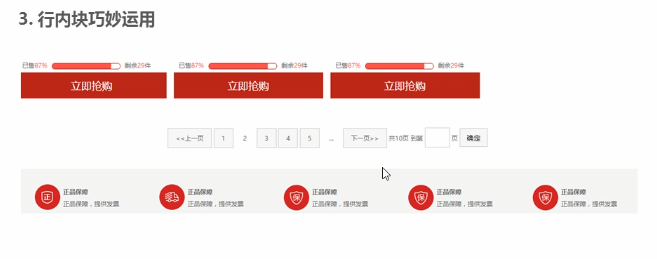 3. 行内块巧妙运用
已售87% 剩余29件 已售87% 剩余29件 已售87% 剩余29件
立即抢购 立即抢购 立即抢购
<<上一页 1 2 3 4 5 ... 下一页>> 共10页 到第 页 确定
正 正品保障 正品保障 保 正品保障 保 正品保障 保 正品保障
正品保障，提供发票 正品保障，提供发票 正品保障，提供发票 正品保障，提供发票 正品保障，提供发票